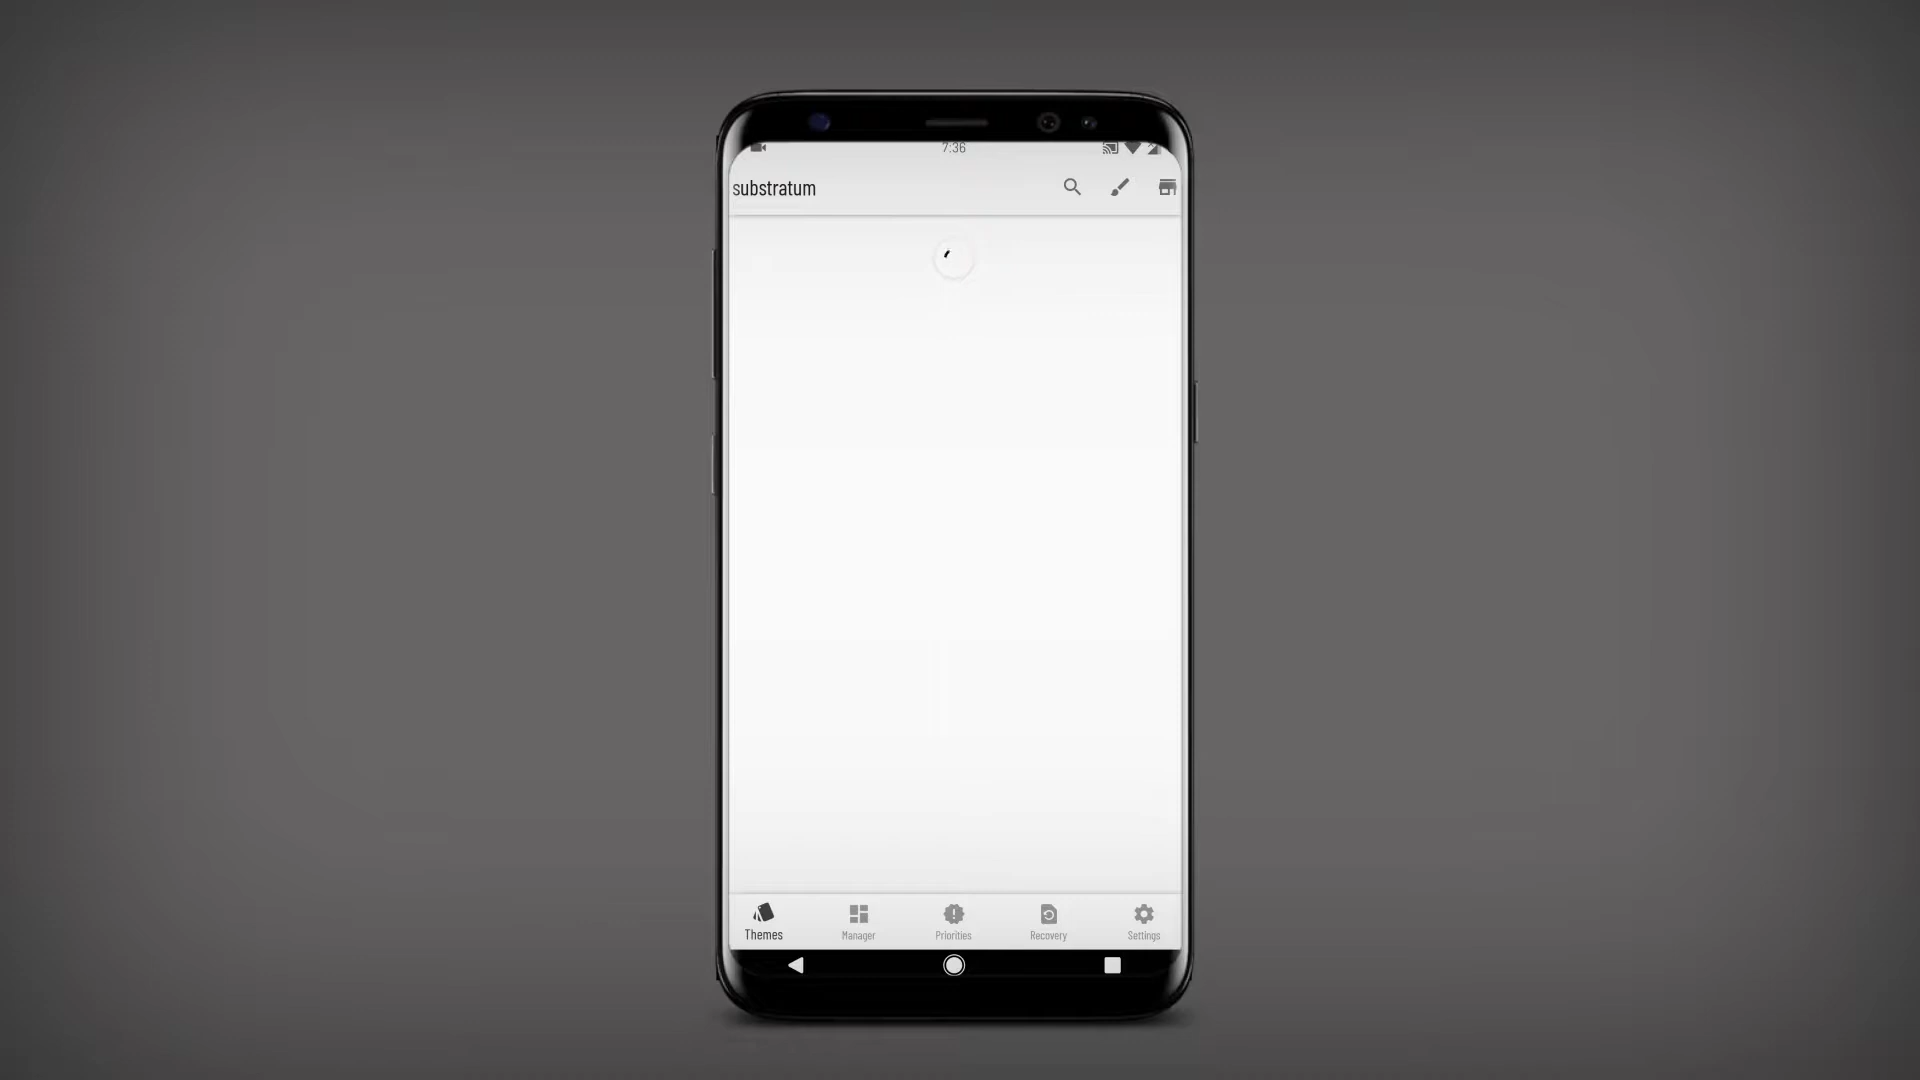 7:36
substratum
Themes
Manager
Priorities
Recovery
Settings